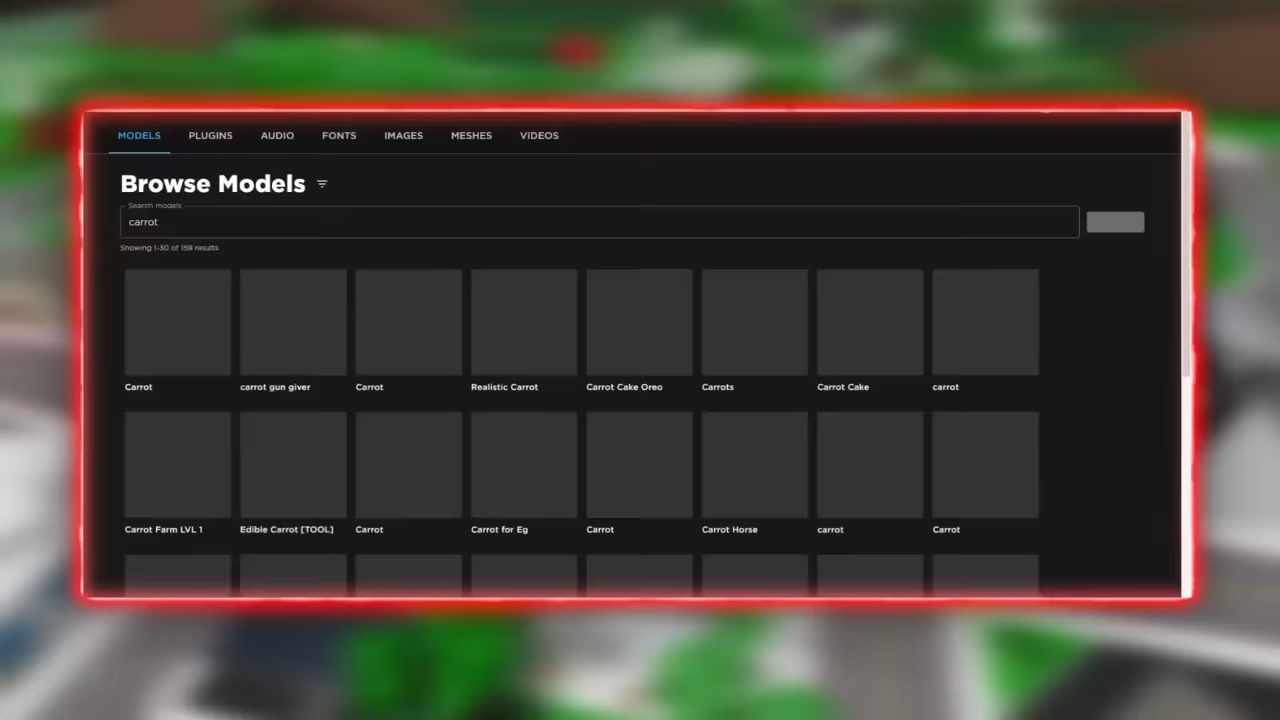 MODELS PLUGINS AUDIO FONTS IMAGES MESHES VIDEOS
Browse Models
Search models
carrot
Showing 1-30 of 159 results
Carrot carrot gun giver Carrot Realistic Carrot Carrot Cake Oreo Carrots Carrot Cake carrot
Carrot Farm LVL 1 Edible Carrot [TOOL] Carrot Carrot for Eg Carrot Carrot Horse carrot Carrot